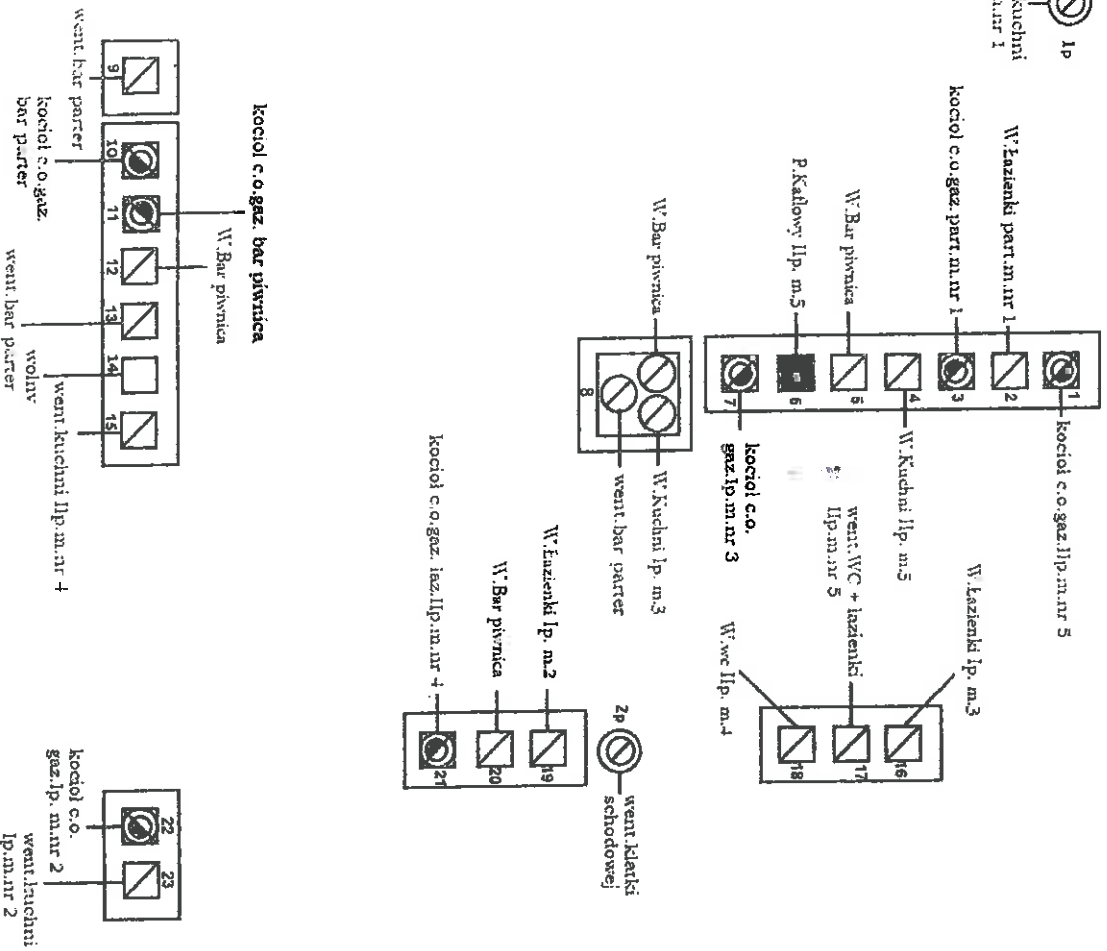 1p
kuchni
nr 1
W.Łazienki part.m.nr 1
kocioł c.o.gaz. part.m.nr 1
W.Bar piwnica
P.Kaflowy IIp. m.5
1
2
3
4
5
6
7
kocioł c.o.gaz.IIp.m.nr 5
W.Kuchni IIp. m.5
kocioł c.o.
gaz.Ip.m.nr 3
W.Łazienki Ip. m.3
went.WC + łazienki
IIp.m.nr 5
W.wc IIp. m.4
16
17
18
W.Bar piwnica
8
W.Kuchni Ip. m.3
went.bar parter
2p
went.klatki
schodowej
W.Łazienki Ip. m.2
W.Bar piwnica
kocioł c.o.gaz. łaz.IIp.m.nr 4
19
20
21
kocioł c.o.gaz. bar piwnica
W.Bar piwnica
9
10
11
12
13
14
15
went.bar parter
kocioł c.o.gaz.
bar parter
went.bar parter
wolny
went.kuchni IIp.m.nr 4
22
23
kocioł c.o.
gaz.Ip. m.nr 2
went.kuchni
Ip.m.nr 2